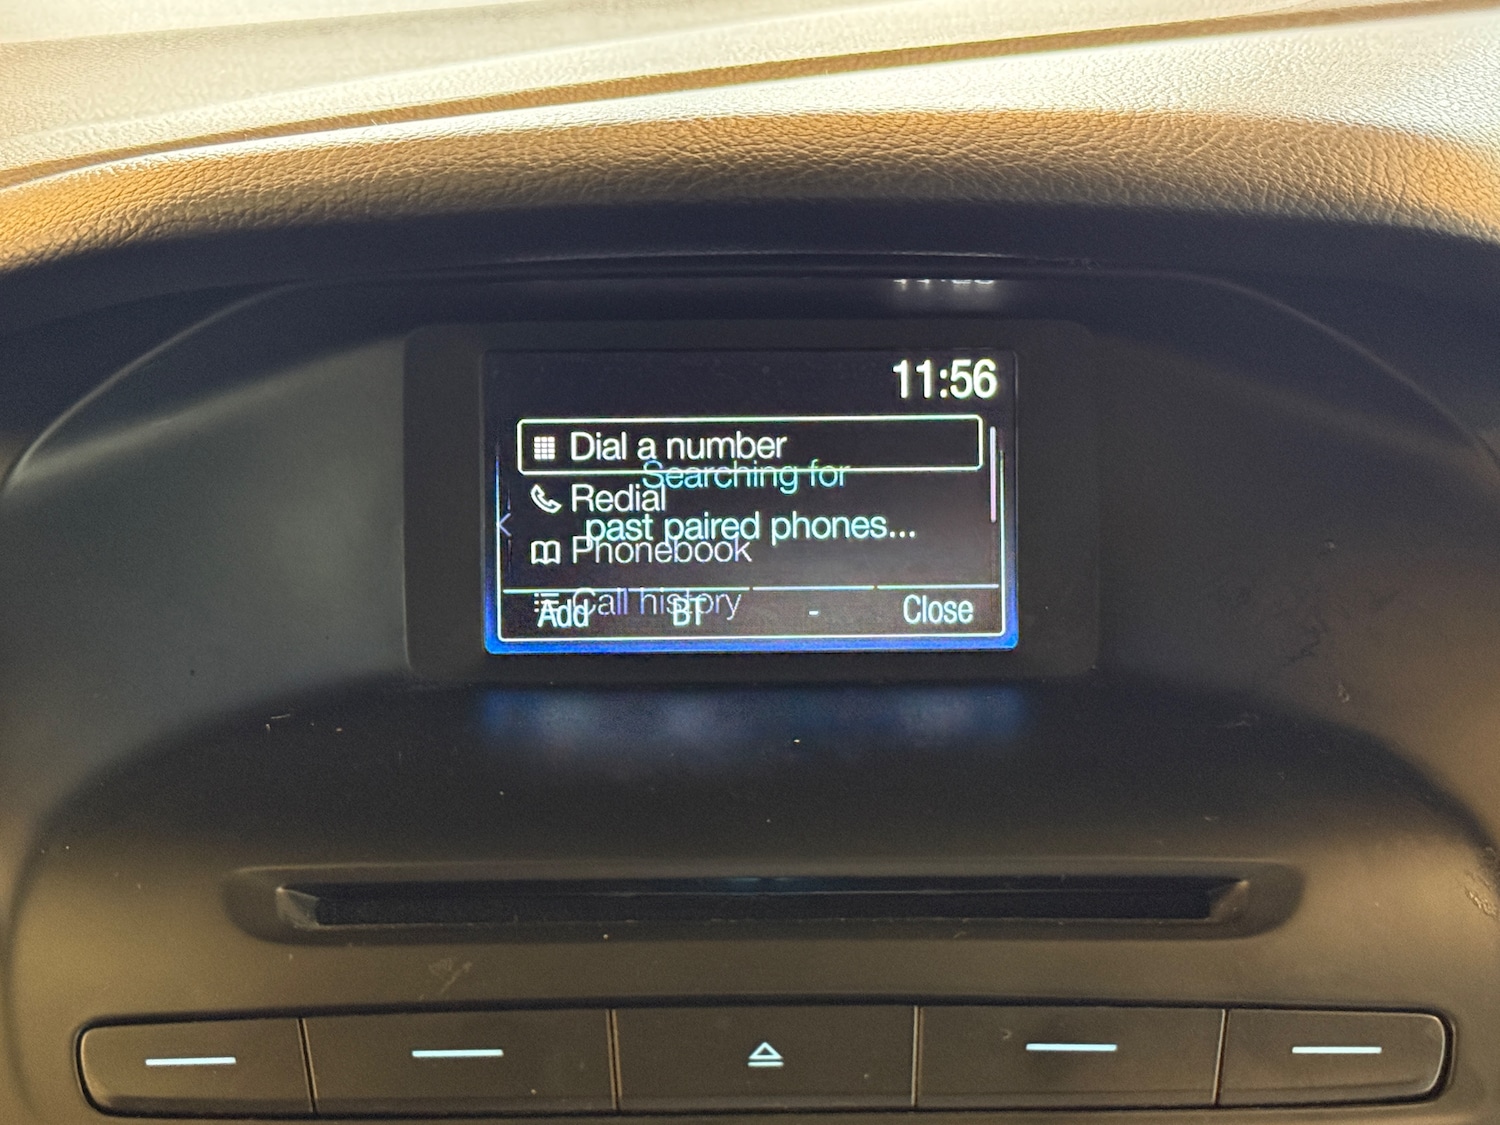 11:56
Dial a number
Searching for
Redial
past paired phones...
Phonebook
Call history
Add BT - Close